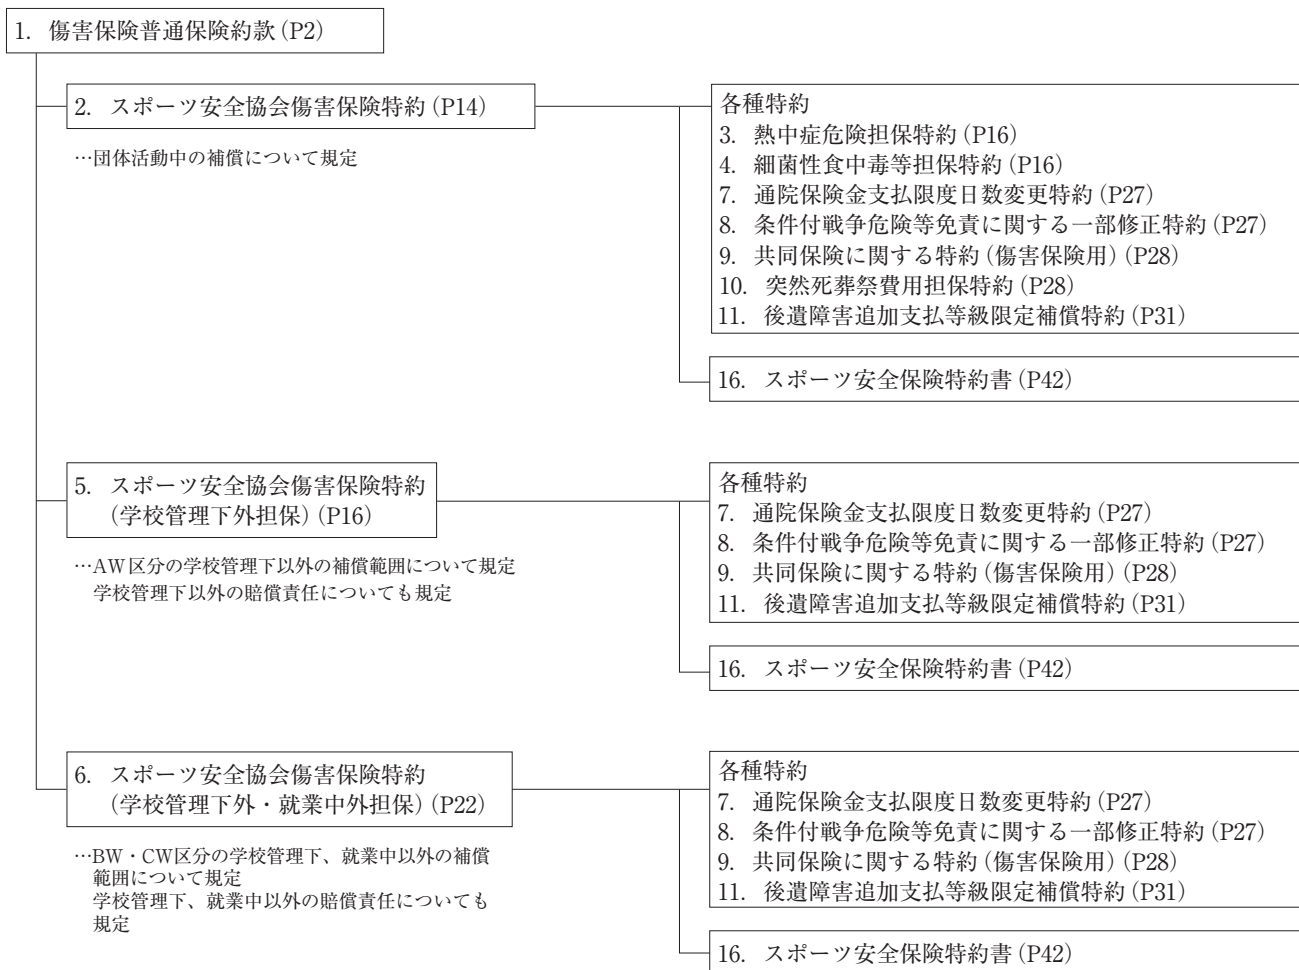 1. 傷害保険普通保険約款(P2)
2. スポーツ安全協会傷害保険特約(P14)
…団体活動中の補償について規定
各種特約
3. 熱中症危険担保特約(P16)
4. 細菌性食中毒等担保特約(P16)
7. 通院保険金支払限度日数変更特約(P27)
8. 条件付戦争危険等免責に関する一部修正特約(P27)
9. 共同保険に関する特約(傷害保険用)(P28)
10. 突然死葬祭費用担保特約(P28)
11. 後遺障害追加支払等級限定補償特約(P31)
16. スポーツ安全保険特約書(P42)
5. スポーツ安全協会傷害保険特約
(学校管理下外担保)(P16)
…AW区分の学校管理下以外の補償範囲について規定
学校管理下以外の賠償責任についても規定
各種特約
7. 通院保険金支払限度日数変更特約(P27)
8. 条件付戦争危険等免責に関する一部修正特約(P27)
9. 共同保険に関する特約(傷害保険用)(P28)
11. 後遺障害追加支払等級限定補償特約(P31)
16. スポーツ安全保険特約書(P42)
6. スポーツ安全協会傷害保険特約
(学校管理下外・就業中外担保)(P22)
…BW・CW区分の学校管理下、就業中以外の補償
範囲について規定
学校管理下、就業中以外の賠償責任についても
規定
各種特約
7. 通院保険金支払限度日数変更特約(P27)
8. 条件付戦争危険等免責に関する一部修正特約(P27)
9. 共同保険に関する特約(傷害保険用)(P28)
11. 後遺障害追加支払等級限定補償特約(P31)
16. スポーツ安全保険特約書(P42)